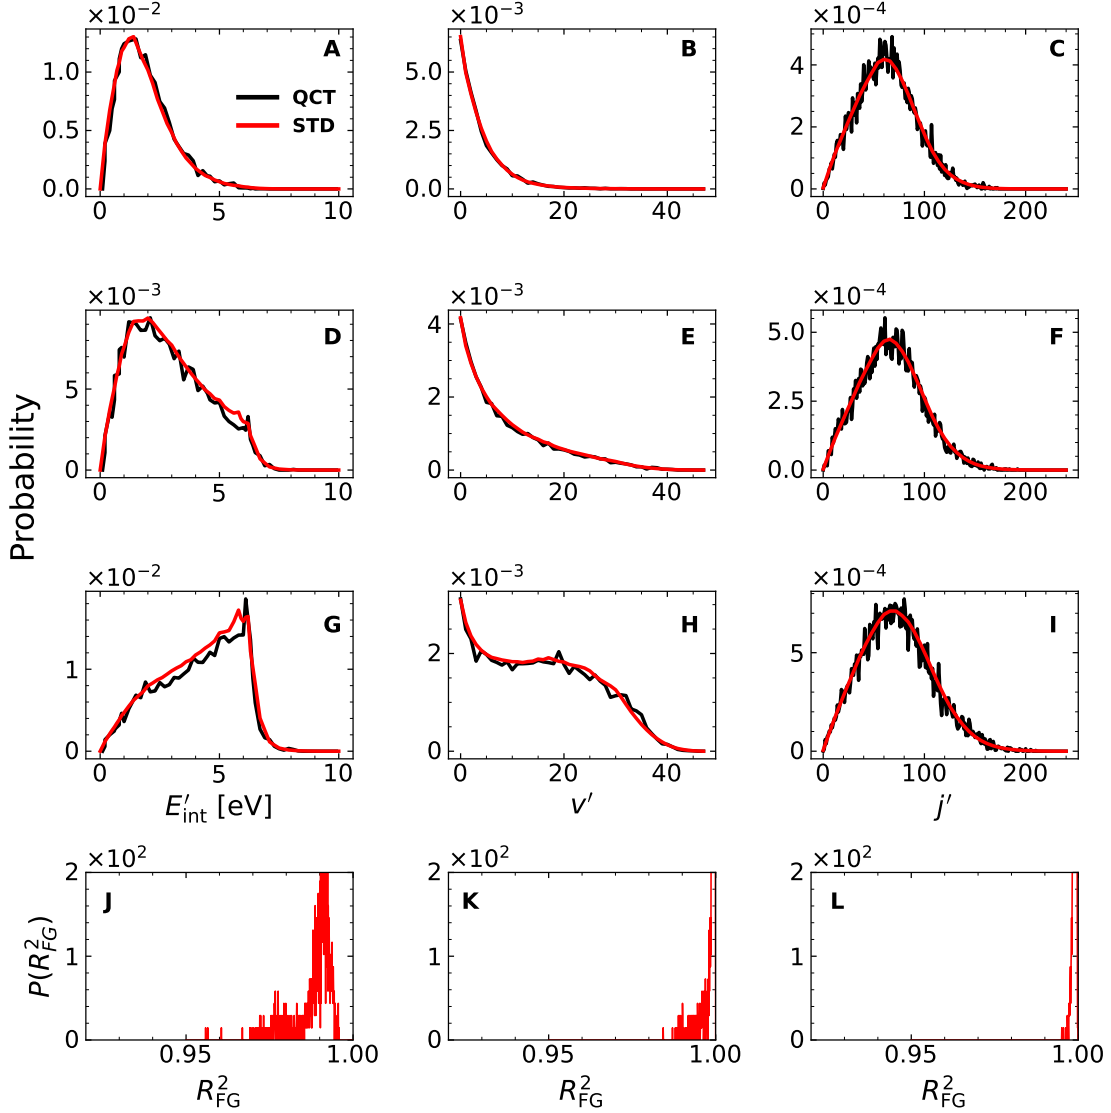 ×10⁻² ×10⁻³ ×10⁻⁴
A B C
QCT
STD
1.0 0.5 0.0
5.0 2.5 0.0
4 2 0
0 5 10
0 20 40
0 100 200
×10⁻³ ×10⁻³ ×10⁻⁴
D E F
5 0
4 2 0
5.0 2.5 0.0
0 5 10
0 20 40
0 100 200
Probability
×10⁻² ×10⁻³ ×10⁻⁴
G H I
1 0
2 0
5 0
0 5 10
0 20 40
0 100 200
E′int [eV] v′ j′
×10² ×10² ×10²
J K L
P(R²FG)
2 1 0
2 1 0
2 1 0
0.95 1.00
0.95 1.00
0.95 1.00
R²FG R²FG R²FG